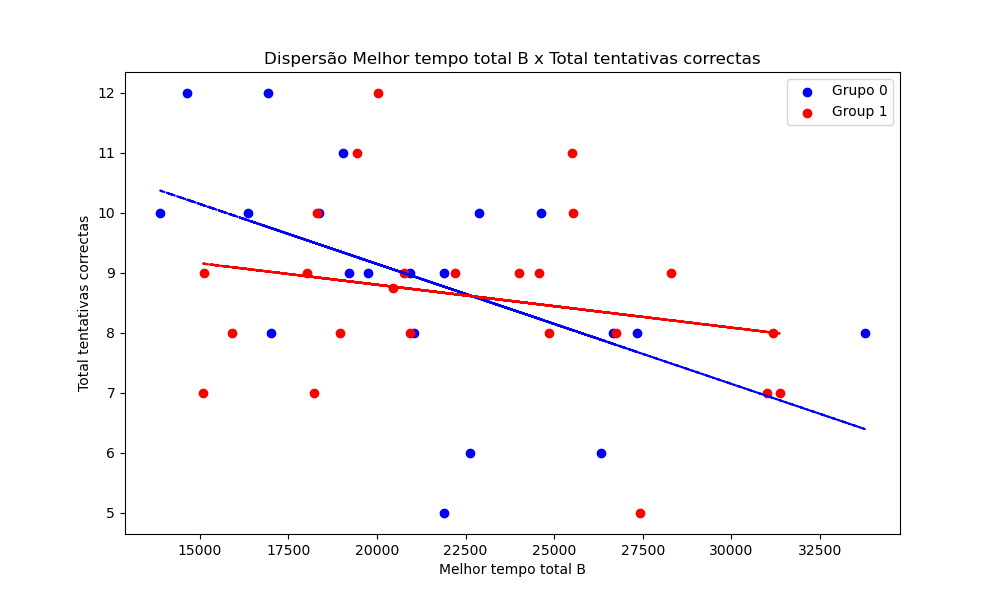 Dispersão Melhor tempo total B x Total tentativas correctas
Grupo 0
Group 1
Total tentativas correctas
12
11
10
9
8
7
6
5
15000 17500 20000 22500 25000 27500 30000 32500
Melhor tempo total B